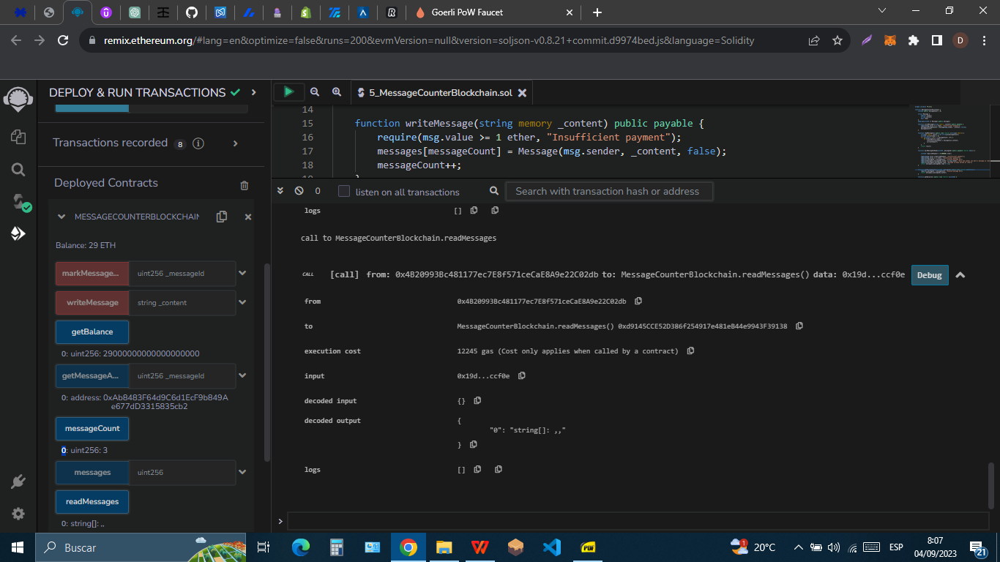 Goerli PoW Faucet
remix.ethereum.org/#lang=en&optimize=false&runs=200&evmVersion=null&version=soljson-v0.8.21+commit.d9974bed.js&language=Solidity
D
DEPLOY & RUN TRANSACTIONS
Transactions recorded 8
Deployed Contracts
MESSAGECOUNTERBLOCKCHAIN
Balance: 29 ETH
markMessage... uint256 _messageId
writeMessage string _content
getBalance
0: uint256: 29000000000000000000
getMessageA... uint256 _messageId
0: address: 0xAb8483F64d9C6d1EcF9b849A
e677dD3315835cb2
messageCount
0: uint256: 3
messages uint256
readMessages
0: string[]: ,,
5_MessageCounterBlockchain.sol
14
15 function writeMessage(string memory _content) public payable {
16 require(msg.value >= 1 ether, "Insufficient payment");
17 messages[messageCount] = Message(msg.sender, _content, false);
18 messageCount++;
0 listen on all transactions Search with transaction hash or address
logs []
call to MessageCounterBlockchain.readMessages
CALL [call] from: 0x4B20993Bc481177ec7E8f571ceCaE8A9e22C02db to: MessageCounterBlockchain.readMessages() data: 0x19d...ccf0e Debug
from 0x4B20993Bc481177ec7E8f571ceCaE8A9e22C02db
to MessageCounterBlockchain.readMessages() 0xd9145CCE52D386f254917e481eB44e9943F39138
execution cost 12245 gas (Cost only applies when called by a contract)
input 0x19d...ccf0e
decoded input {}
decoded output {
"0": "string[]: ,,"
}
logs []
>
Buscar
1 20°C
ESP
8:07
04/09/2023
21